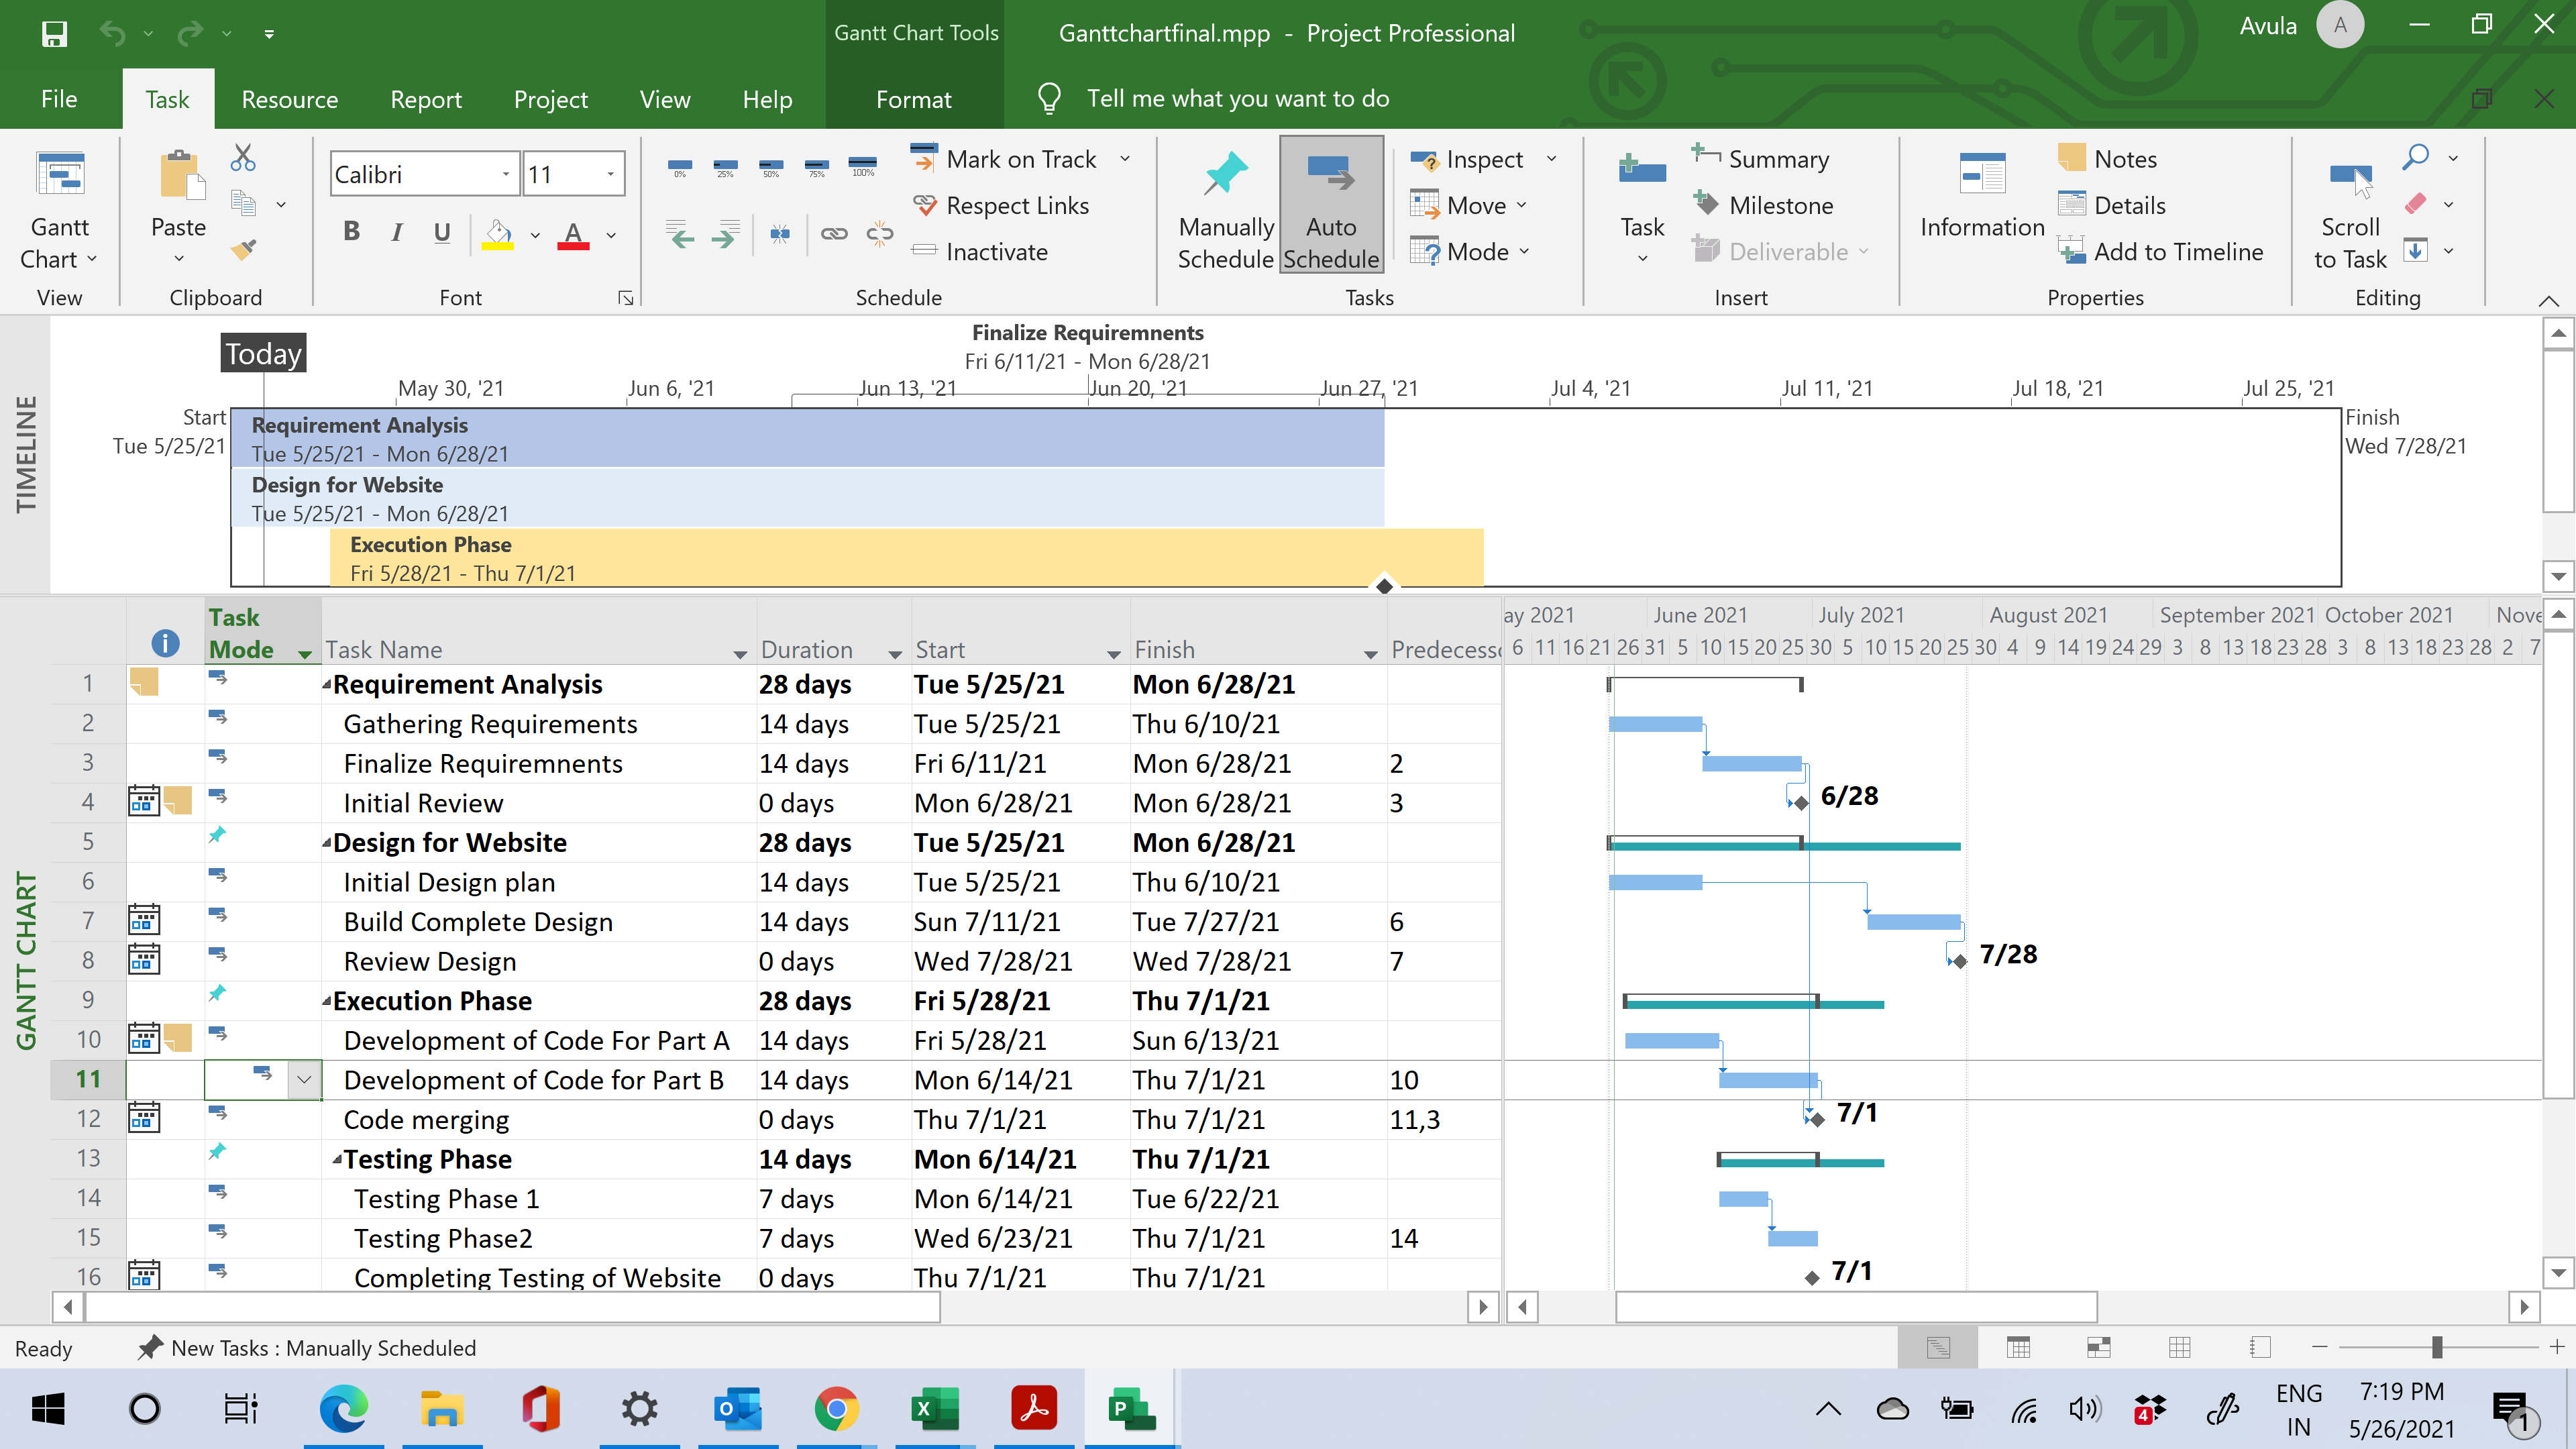 Gantt Chart Tools
Ganttchartfinal.mpp - Project Professional
Avula A
File Task Resource Report Project View Help Format Tell me what you want to do
Gantt Chart
View
Paste
Clipboard
Calibri 11
B I U A
Font
0% 25% 50% 75% 100%
Mark on Track
Respect Links
Inactivate
Schedule
Manually Schedule
Auto Schedule
Inspect
Move
Mode
Tasks
Task
Summary
Milestone
Deliverable
Insert
Information
Notes
Details
Add to Timeline
Properties
Scroll to Task
Editing
TIMELINE
Today
Finalize Requiremnents
Fri 6/11/21 - Mon 6/28/21
May 30, '21 Jun 6, '21 Jun 13, '21 Jun 20, '21 Jun 27, '21 Jul 4, '21 Jul 11, '21 Jul 18, '21 Jul 25, '21
Start
Tue 5/25/21
Requirement Analysis
Tue 5/25/21 - Mon 6/28/21
Design for Website
Tue 5/25/21 - Mon 6/28/21
Execution Phase
Fri 5/28/21 - Thu 7/1/21
Finish
Wed 7/28/21
GANTT CHART
Task Mode Task Name Duration Start Finish Predecesso
1 Requirement Analysis 28 days Tue 5/25/21 Mon 6/28/21
2 Gathering Requirements 14 days Tue 5/25/21 Thu 6/10/21
3 Finalize Requiremnents 14 days Fri 6/11/21 Mon 6/28/21 2
4 Initial Review 0 days Mon 6/28/21 Mon 6/28/21 3
5 Design for Website 28 days Tue 5/25/21 Mon 6/28/21
6 Initial Design plan 14 days Tue 5/25/21 Thu 6/10/21
7 Build Complete Design 14 days Sun 7/11/21 Tue 7/27/21 6
8 Review Design 0 days Wed 7/28/21 Wed 7/28/21 7
9 Execution Phase 28 days Fri 5/28/21 Thu 7/1/21
10 Development of Code For Part A 14 days Fri 5/28/21 Sun 6/13/21
11 Development of Code for Part B 14 days Mon 6/14/21 Thu 7/1/21 10
12 Code merging 0 days Thu 7/1/21 Thu 7/1/21 11,3
13 Testing Phase 14 days Mon 6/14/21 Thu 7/1/21
14 Testing Phase 1 7 days Mon 6/14/21 Tue 6/22/21
15 Testing Phase2 7 days Wed 6/23/21 Thu 7/1/21 14
16 Completing Testing of Website 0 days Thu 7/1/21 Thu 7/1/21
ay 2021 June 2021 July 2021 August 2021 September 2021 October 2021 Nove
6 11 16 21 26 31 5 10 15 20 25 30 5 10 15 20 25 30 4 9 14 19 24 29 3 8 13 18 23 28 3 8 13 18 23 28 2 7
6/28
7/28
7/1
7/1
Ready New Tasks : Manually Scheduled
4
ENG
IN
7:19 PM
5/26/2021
1